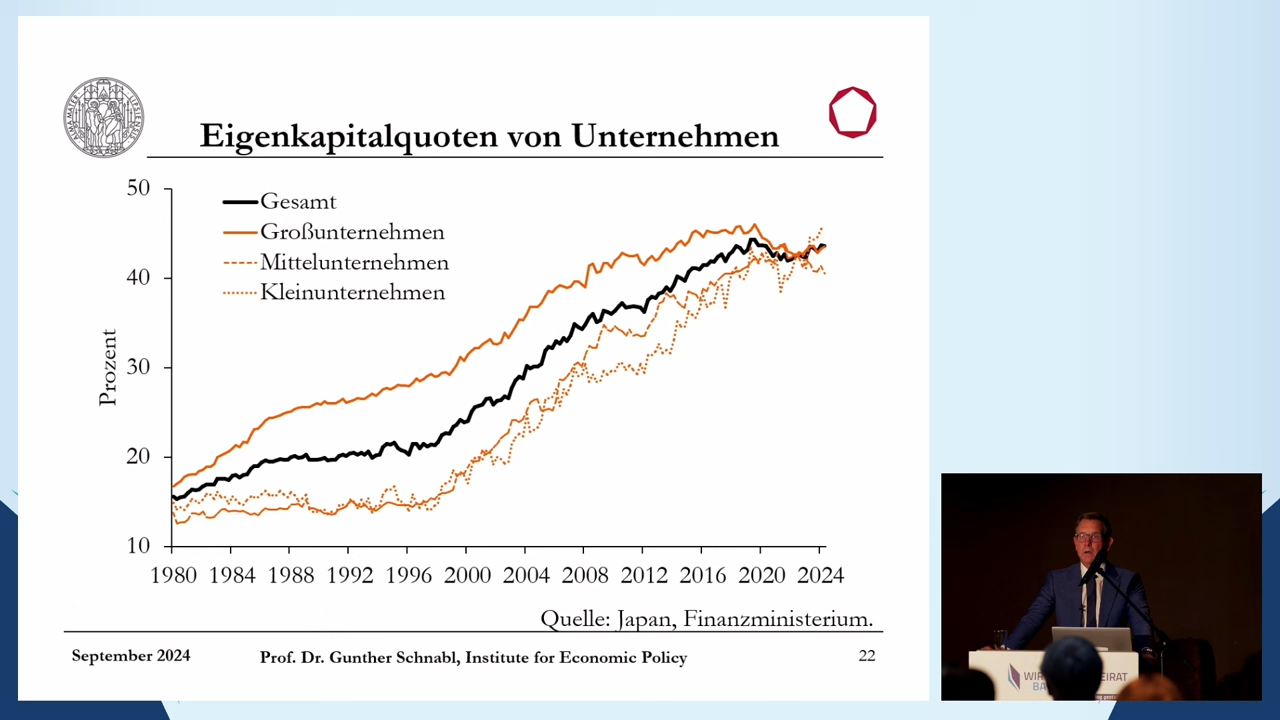 Eigenkapitalquoten von Unternehmen
50
40
30
20
10
Prozent
Gesamt
Großunternehmen
Mittelunternehmen
Kleinunternehmen
1980 1984 1988 1992 1996 2000 2004 2008 2012 2016 2020 2024
Quelle: Japan, Finanzministerium.
September 2024
Prof. Dr. Gunther Schnabl, Institute for Economic Policy
22